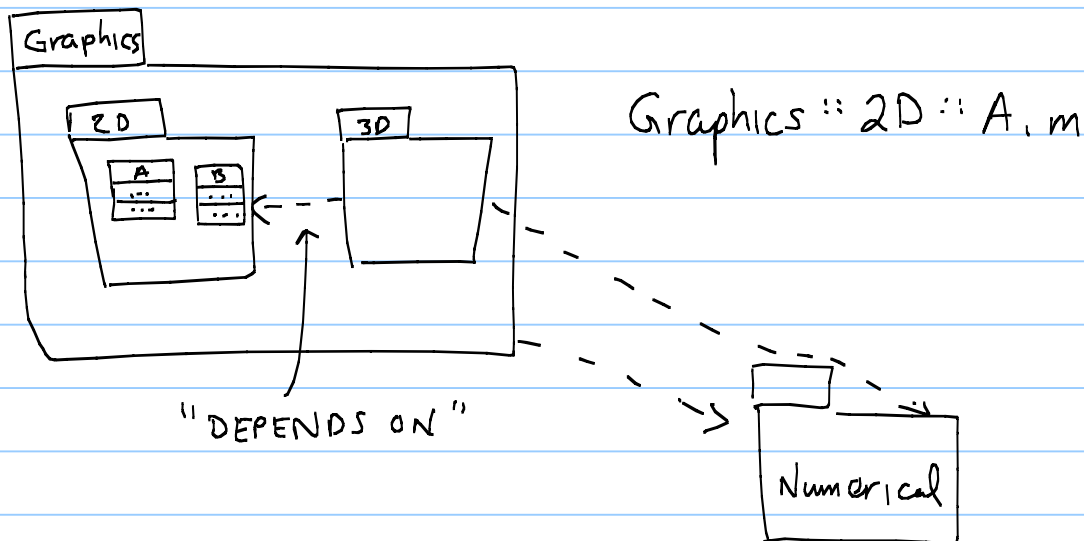 Graphics
2D
3D
Graphics :: 2D :: A. m
A
B
...
...
...
...
"DEPENDS ON"
Numerical